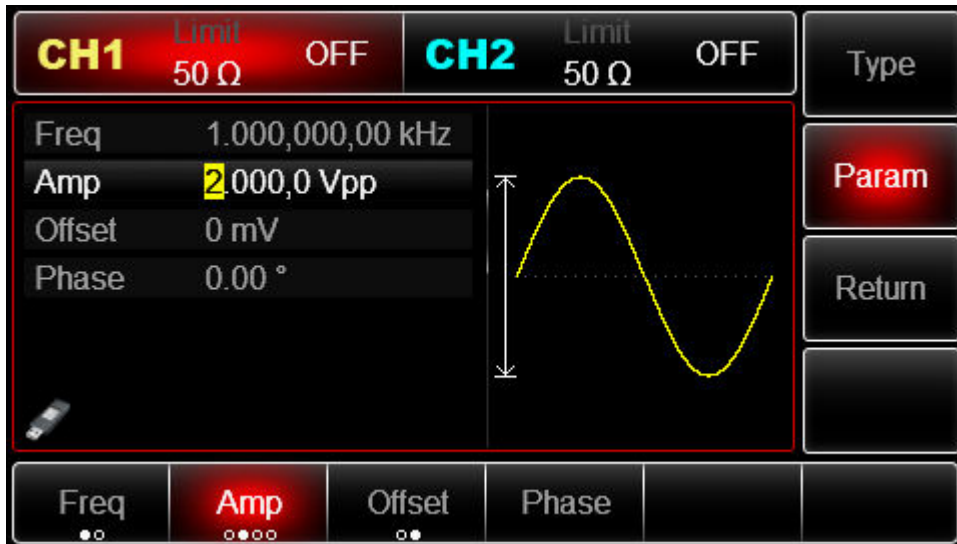 CH1 Limit 50 Ω OFF CH2 Limit 50 Ω OFF
Type
Freq 1.000,000,00 kHz
Amp 2.000,0 Vpp
Offset 0 mV
Phase 0.00 °
Param
Return
Freq Amp Offset Phase